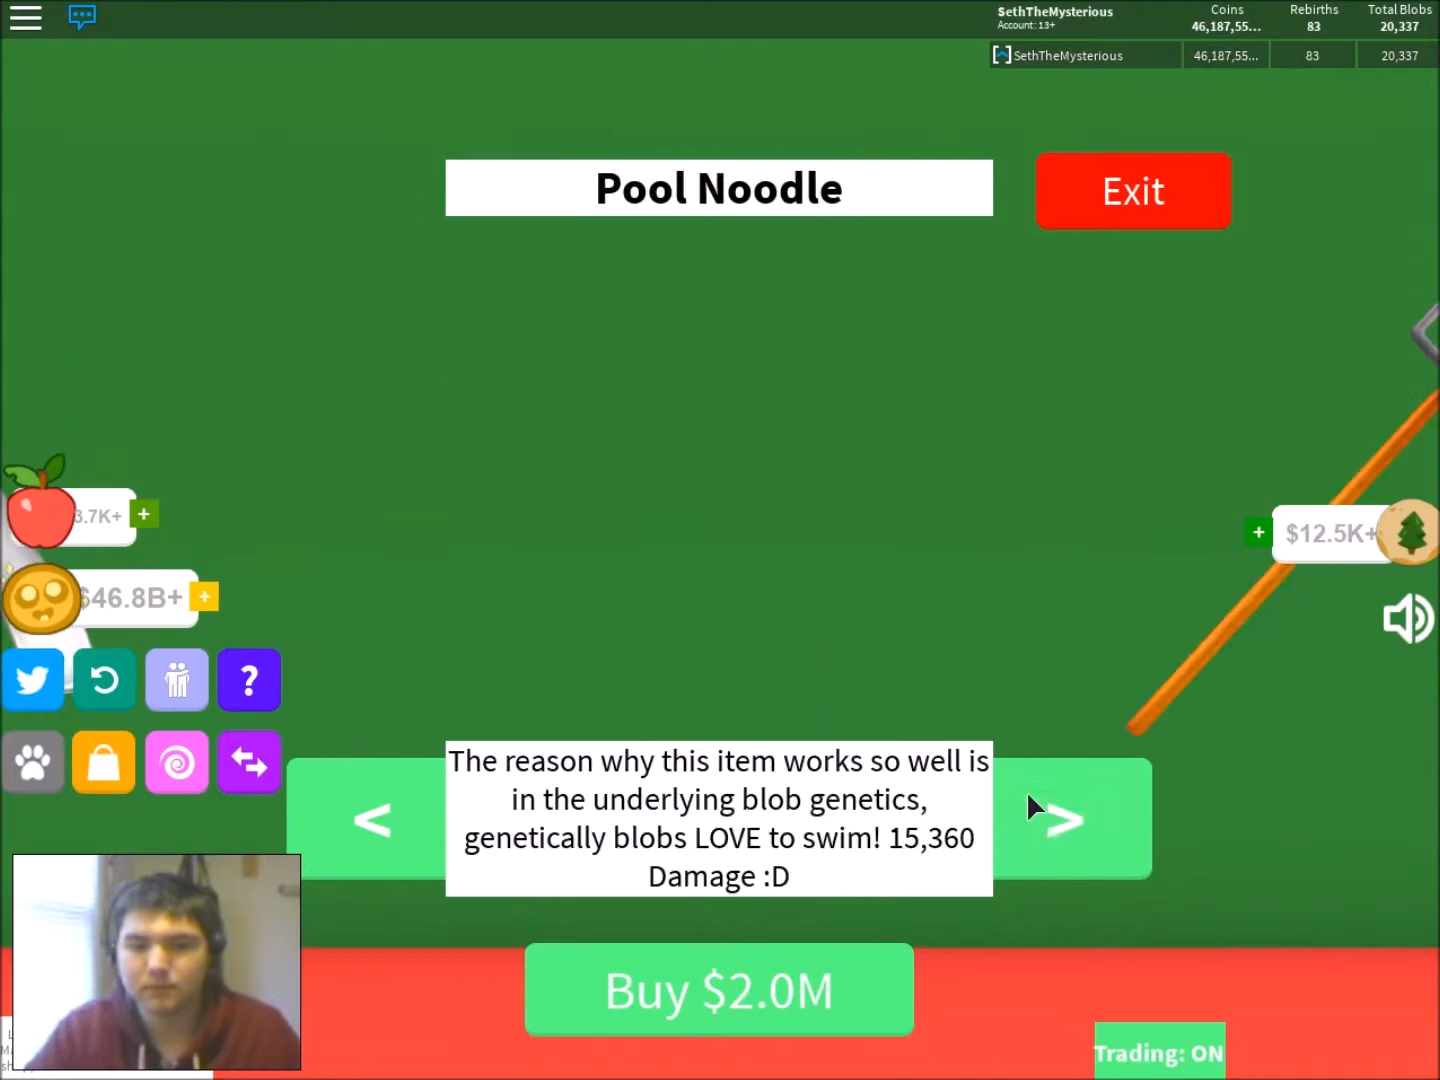 SethTheMysterious
Account: 13+
Coins
46,187,55...
Rebirths
83
Total Blobs
20,337
SethTheMysterious
46,187,55...
83
20,337
Pool Noodle
Exit
3.7K+
+
$46.8B+
+
+
$12.5K+
?
<
The reason why this item works so well is
in the underlying blob genetics,
genetically blobs LOVE to swim! 15,360
Damage :D
>
Buy $2.0M
Trading: ON